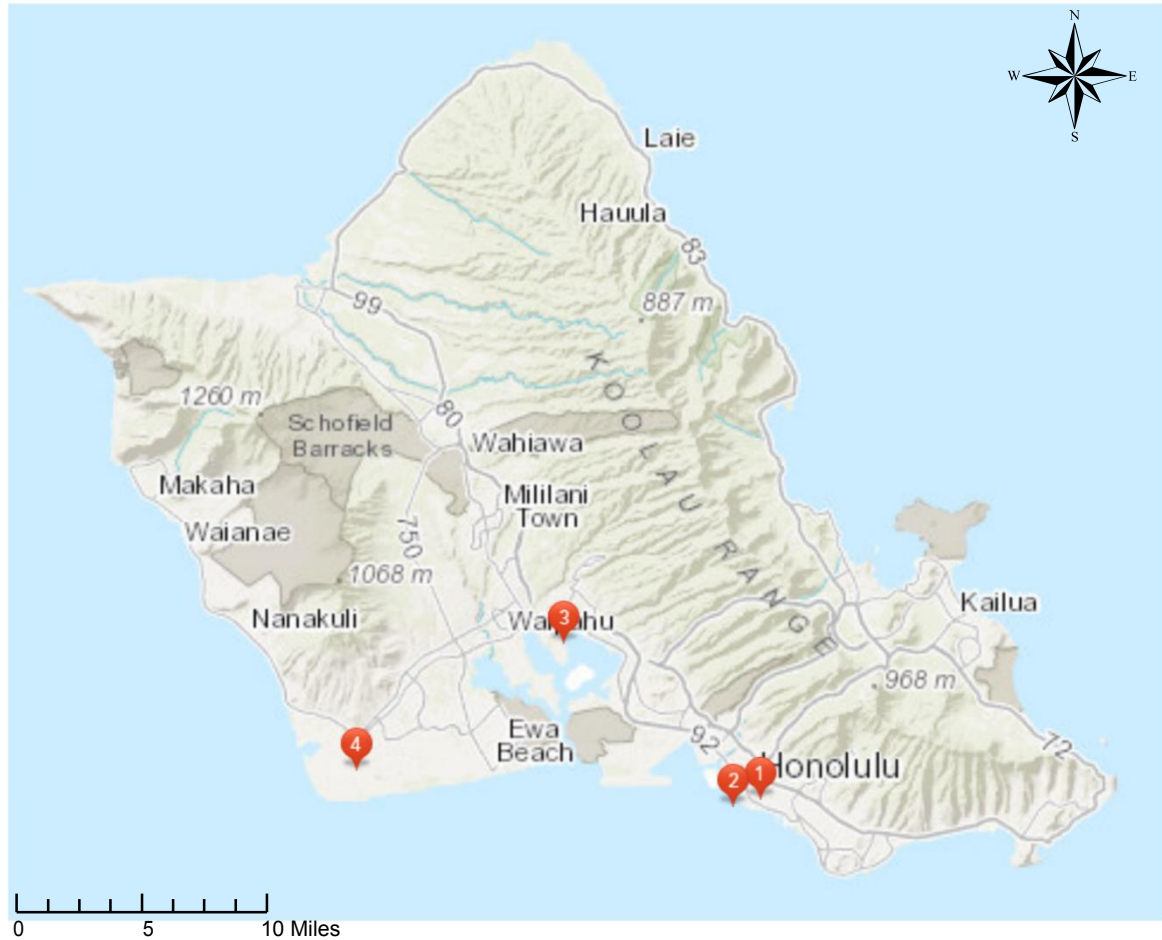 N
W E
S
Laie
Hauula
83
887 m
99
1260 m
80
Schofield
Barracks
Wahiawa
KOOLAU RANGE
Makaha
Mililani
Town
Waianae
750
1068 m
Nanakuli
Kailua
3
968 m
Ewa
Beach
92
72
4
2
1
Honolulu
0 5 10 Miles